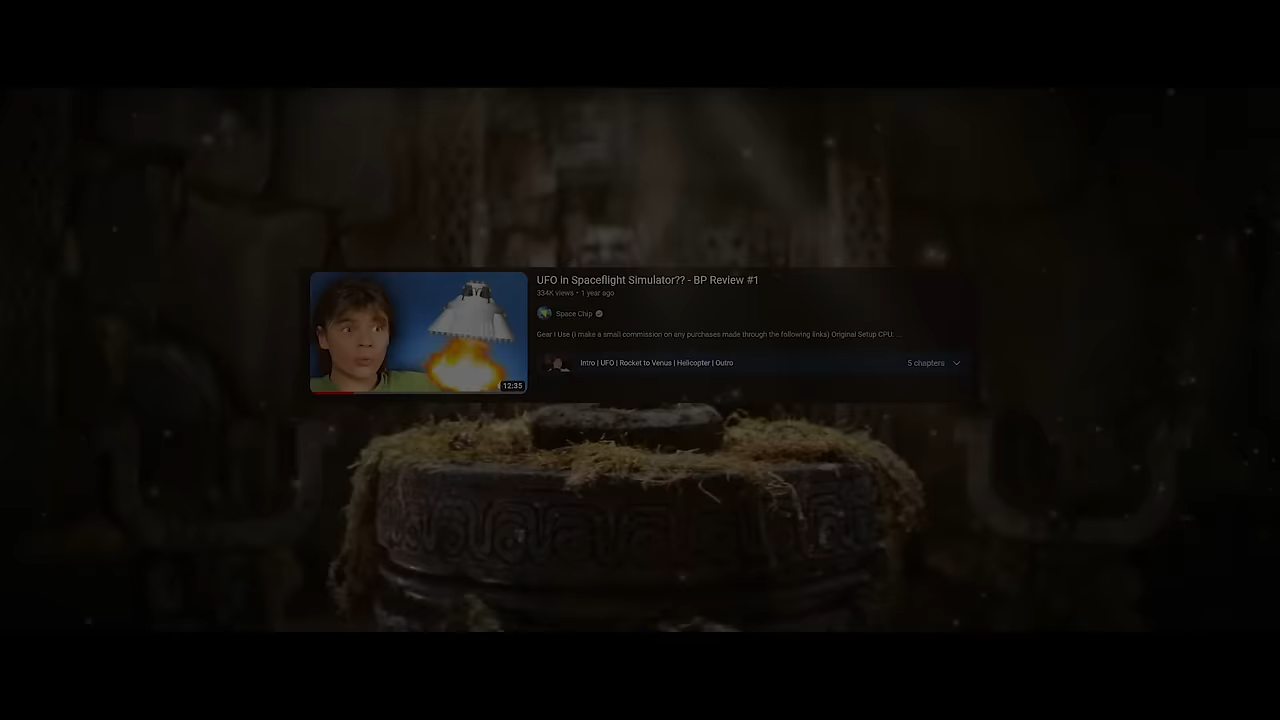 UFO in Spaceflight Simulator?? - BP Review #1
334K views • 1 year ago
Space Chip
Gear I Use (I make a small commission on any purchases made through the following links) Original Setup CPU: ...
Intro | UFO | Rocket to Venus | Helicopter | Outro
5 chapters
12:35